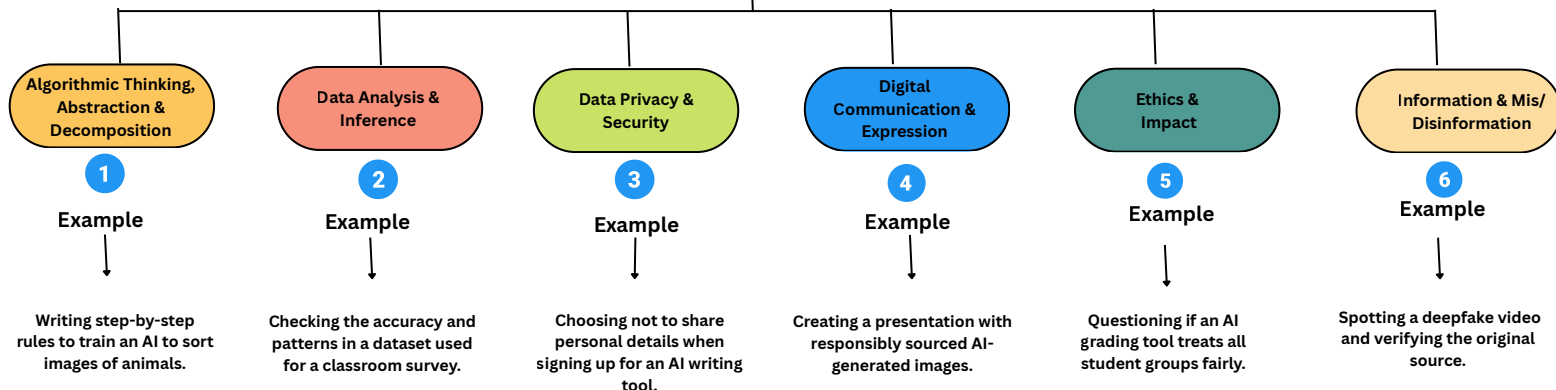 Algorithmic Thinking,
Abstraction &
Decomposition
Data Analysis &
Inference
Data Privacy &
Security
Digital
Communication &
Expression
Ethics &
Impact
Information & Mis/
Disinformation
1
2
3
4
5
6
Example
Example
Example
Example
Example
Example
Writing step-by-step
rules to train an AI to sort
images of animals.
Checking the accuracy and
patterns in a dataset used
for a classroom survey.
Choosing not to share
personal details when
signing up for an AI writing
tool.
Creating a presentation with
responsibly sourced AI-
generated images.
Questioning if an AI
grading tool treats all
student groups fairly.
Spotting a deepfake video
and verifying the original
source.